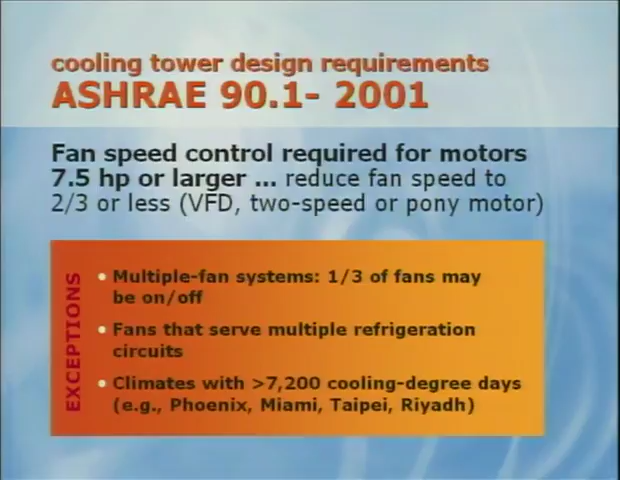 cooling tower design requirements
ASHRAE 90.1- 2001
Fan speed control required for motors
7.5 hp or larger ... reduce fan speed to
2/3 or less (VFD, two-speed or pony motor)
EXCEPTIONS
• Multiple-fan systems: 1/3 of fans may
be on/off
• Fans that serve multiple refrigeration
circuits
• Climates with >7,200 cooling-degree days
(e.g., Phoenix, Miami, Taipei, Riyadh)